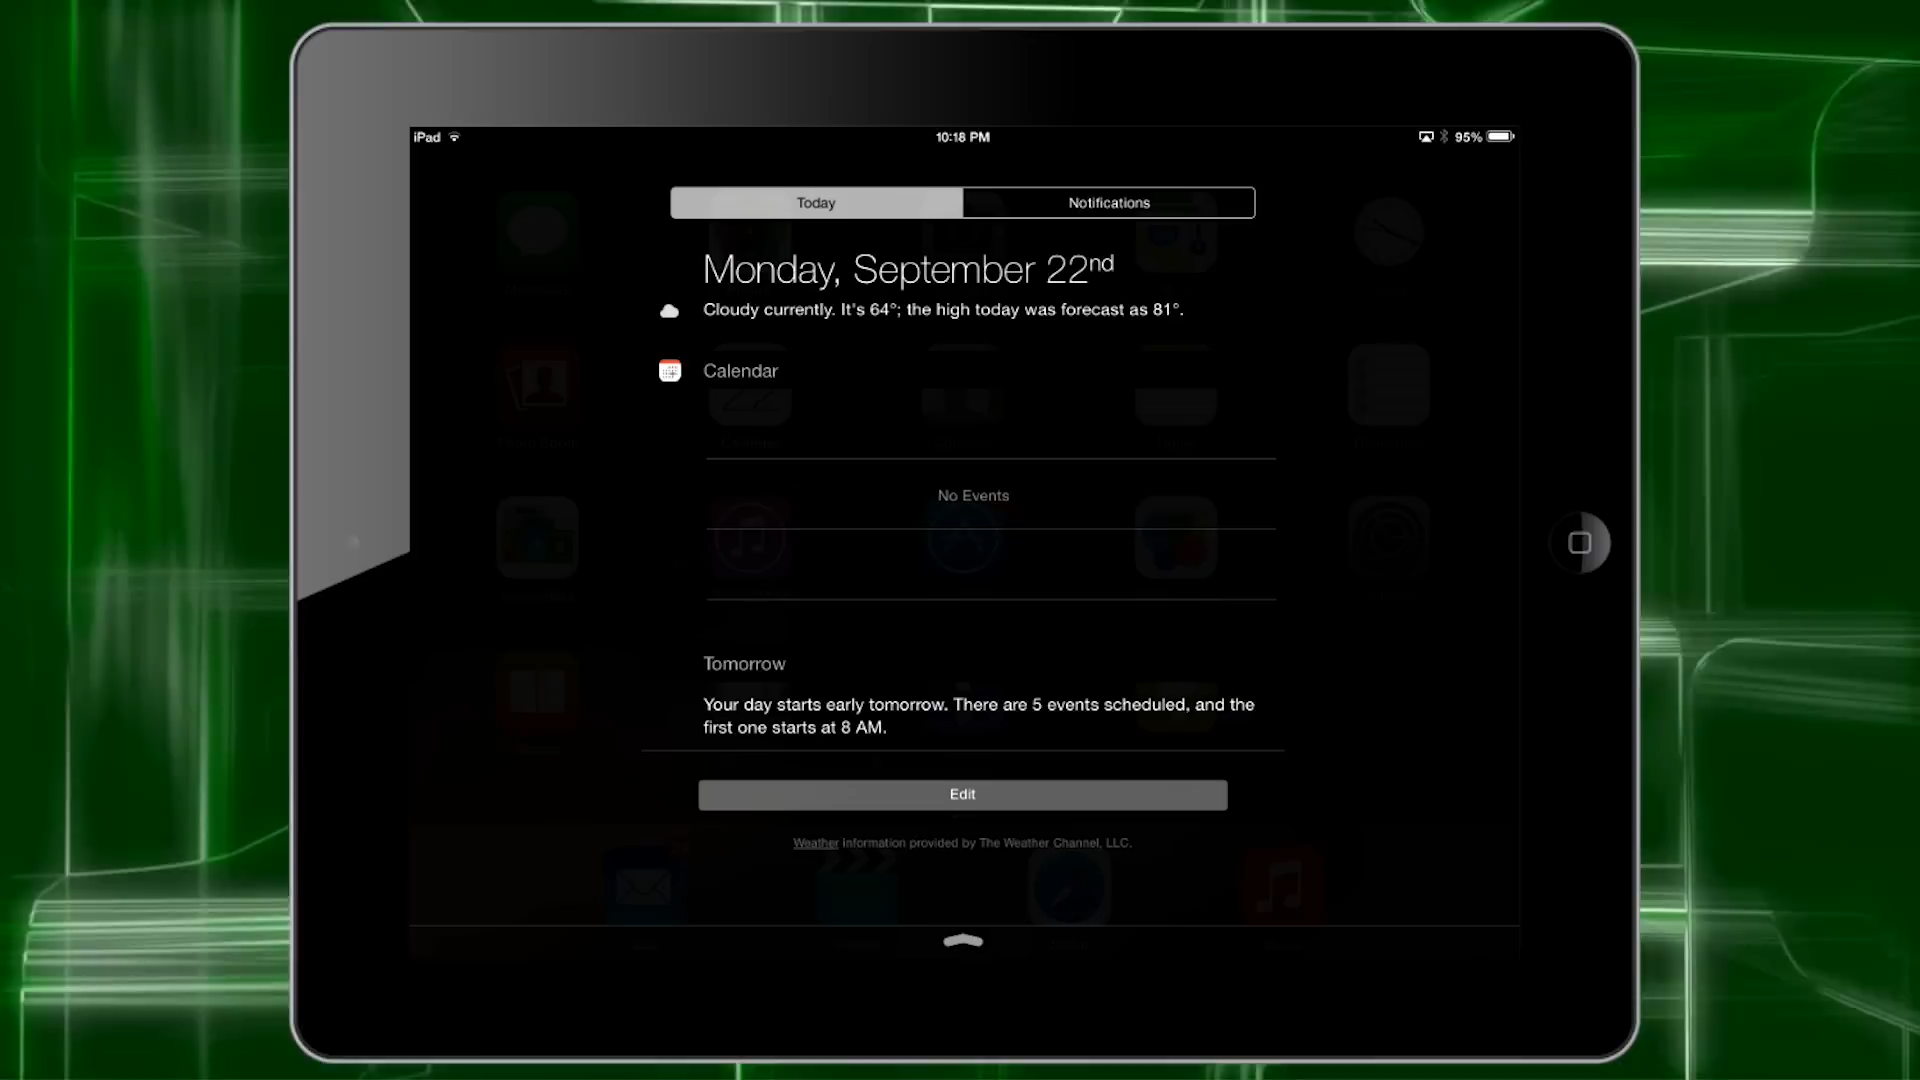 iPad
10:18 PM
95%
Today
Notifications
Monday, September 22nd
Cloudy currently. It's 64°; the high today was forecast as 81°.
Calendar
No Events
Tomorrow
Your day starts early tomorrow. There are 5 events scheduled, and the
first one starts at 8 AM.
Edit
Weather information provided by The Weather Channel, LLC.